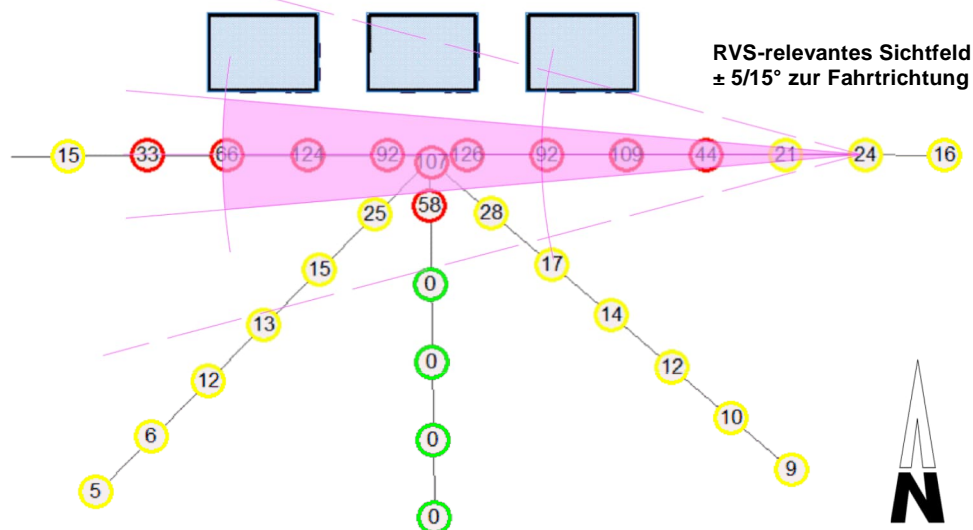 RVS-relevantes Sichtfeld
± 5/15° zur Fahrtrichtung
15 33 66 124 92 107 126 92 109 44 21 24 16
25 58 28
15 0 17
13 14
12 0 12
6 0 10
5 0 9
N